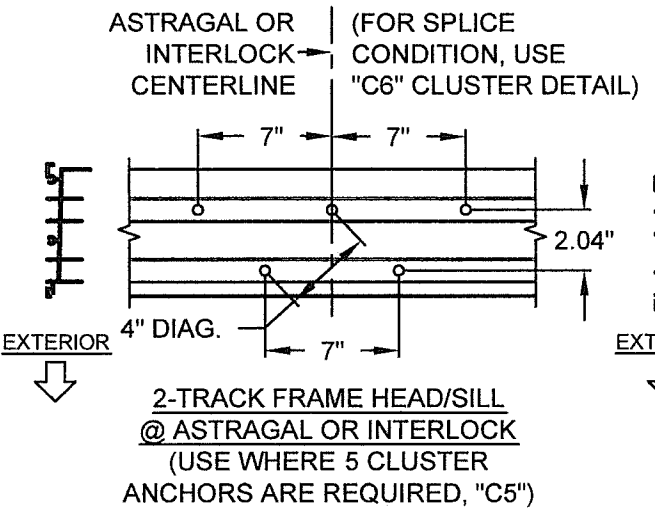 ASTRAGAL OR
INTERLOCK
CENTERLINE
(FOR SPLICE
CONDITION, USE
"C6" CLUSTER DETAIL)
7"
7"
2.04"
4" DIAG.
7"
EXTERIOR
EXT
2-TRACK FRAME HEAD/SILL
@ ASTRAGAL OR INTERLOCK
(USE WHERE 5 CLUSTER
ANCHORS ARE REQUIRED, "C5")